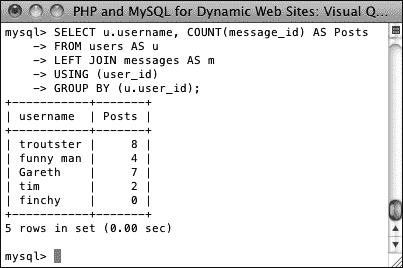 PHP and MySQL for Dynamic Web Sites: Visual Q...
mysql> SELECT u.username, COUNT(message_id) AS Posts
    -> FROM users AS u
    -> LEFT JOIN messages AS m
    -> USING (user_id)
    -> GROUP BY (u.user_id);
+-----------+-------+
| username  | Posts |
+-----------+-------+
| troutster |     8 |
| funny man |     4 |
| Gareth    |     7 |
| tim       |     2 |
| finchy    |     0 |
+-----------+-------+
5 rows in set (0.00 sec)
mysql>